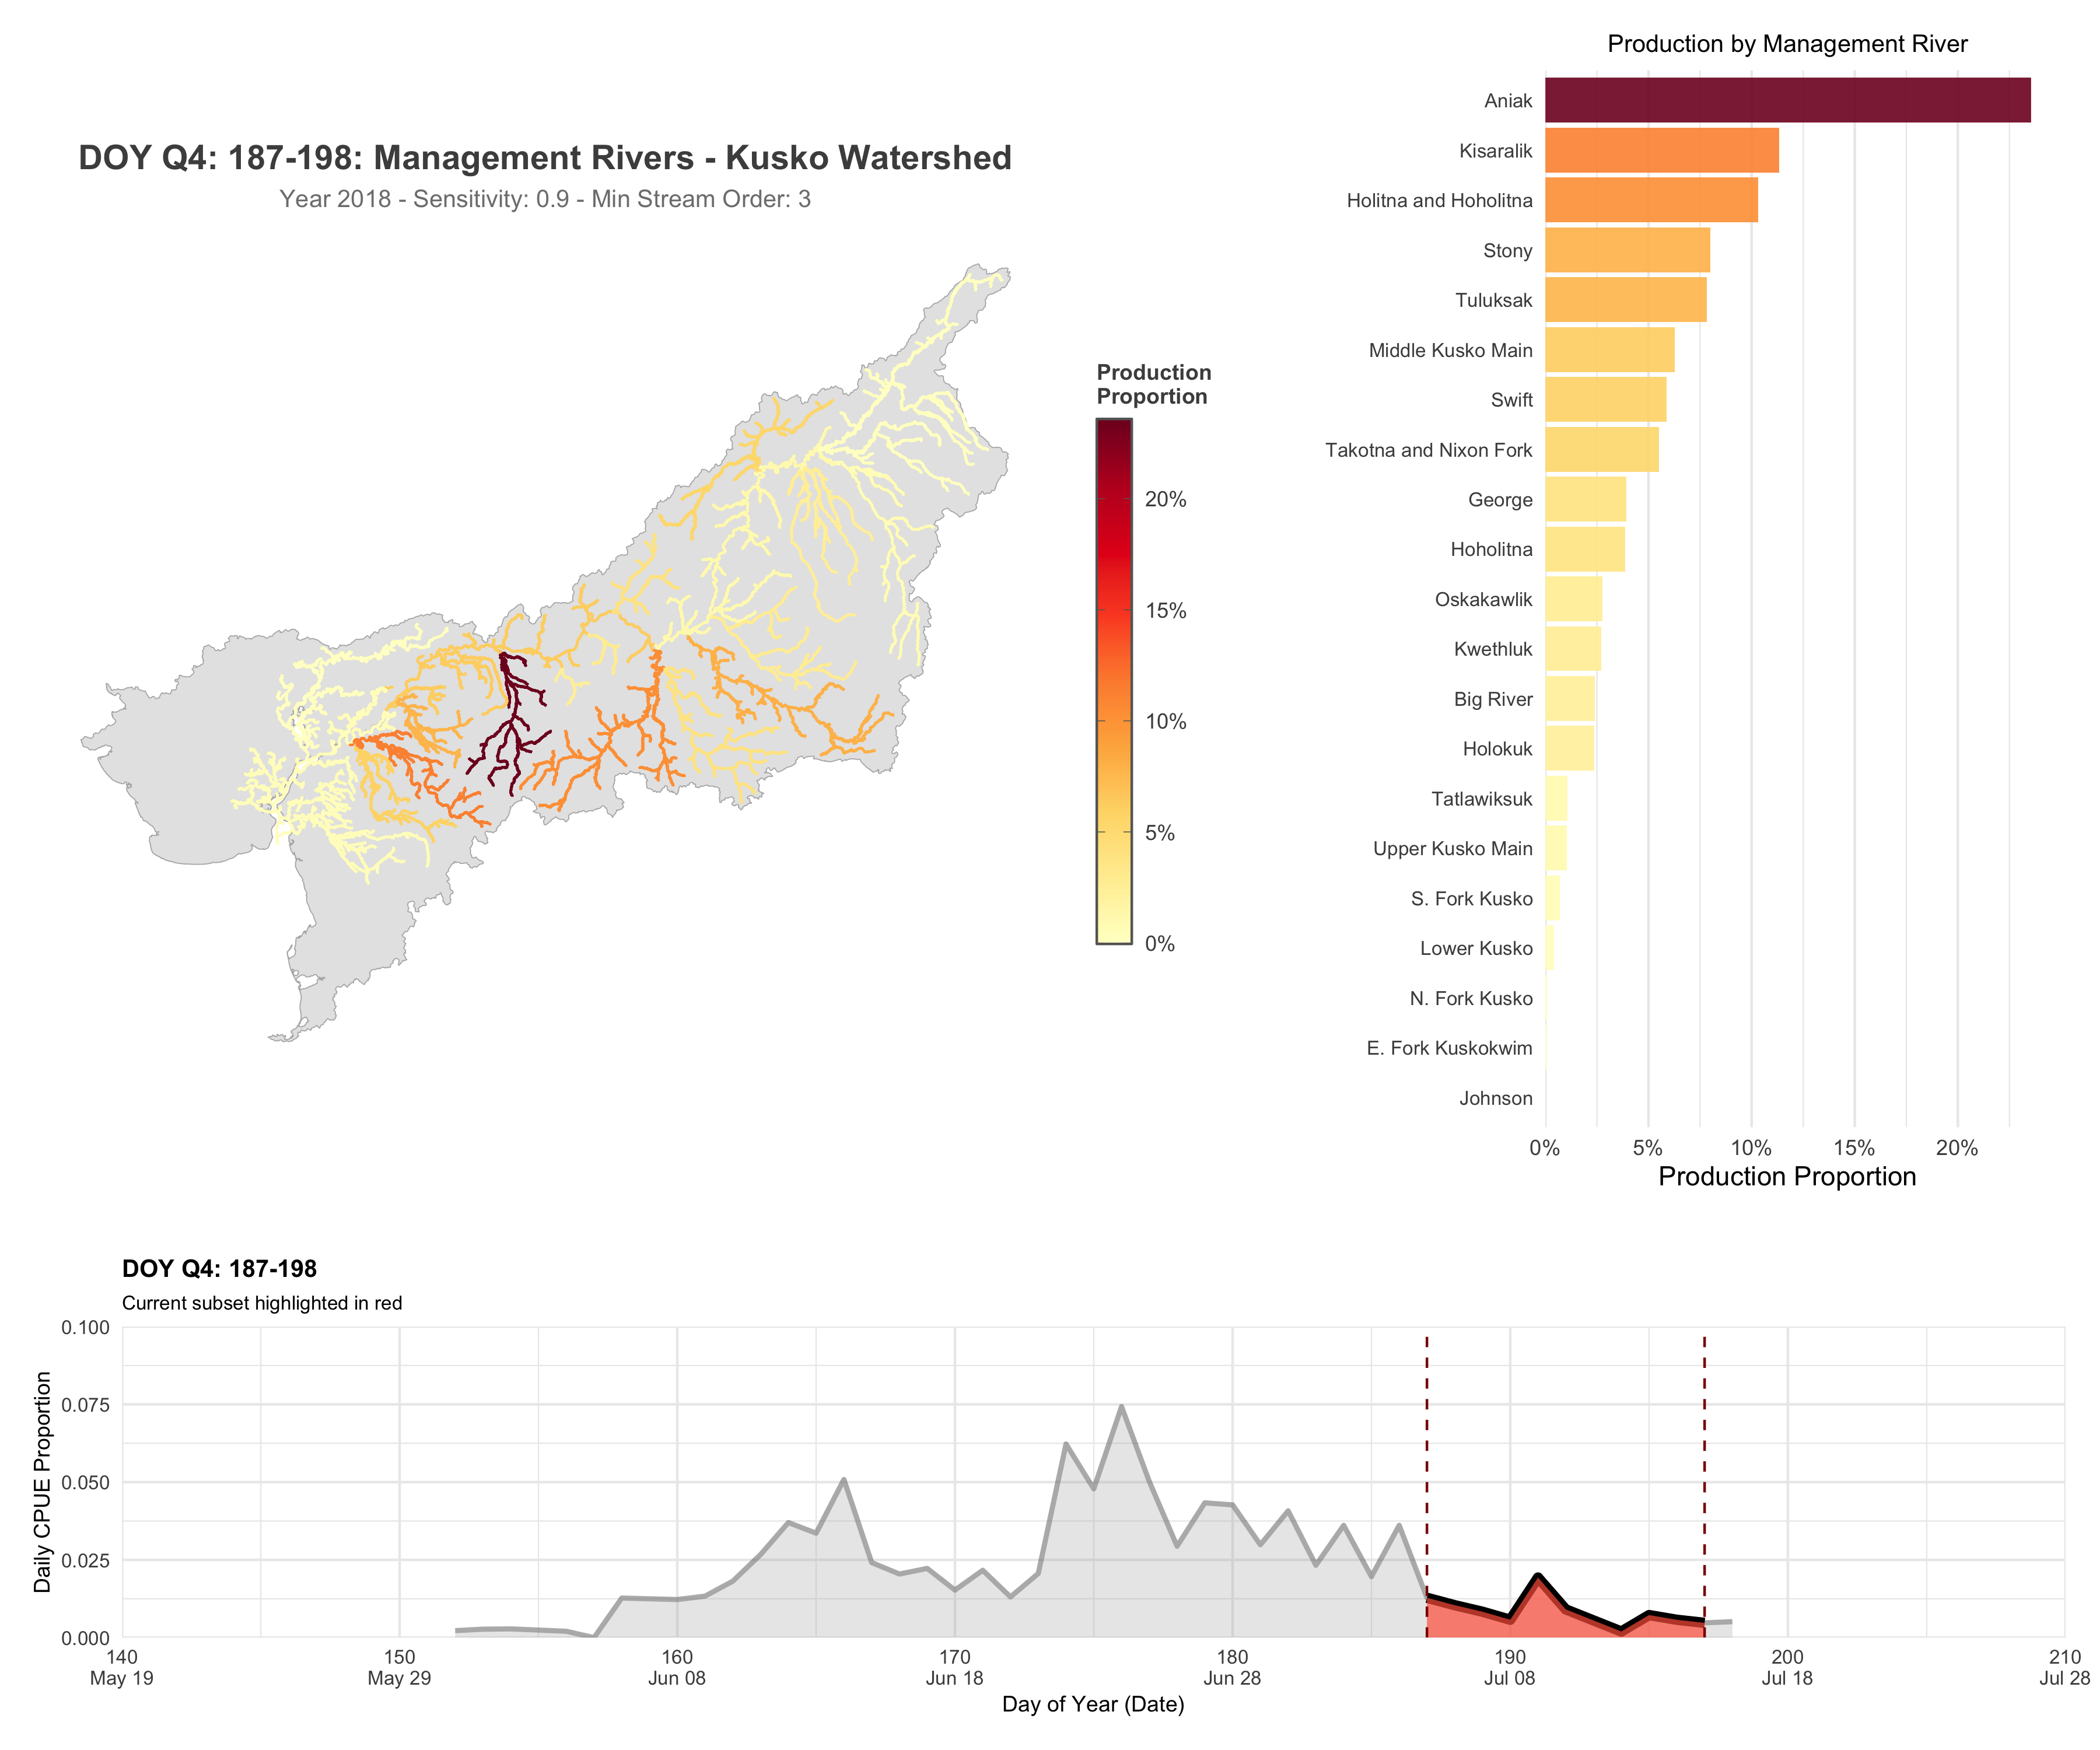 DOY Q4: 187-198: Management Rivers - Kusko Watershed
Year 2018 - Sensitivity: 0.9 - Min Stream Order: 3
Production
Proportion
20%
15%
10%
5%
0%
Production by Management River
Aniak
Kisaralik
Holitna and Hoholitna
Stony
Tuluksak
Middle Kusko Main
Swift
Takotna and Nixon Fork
George
Hoholitna
Oskakawlik
Kwethluk
Big River
Holokuk
Tatlawiksuk
Upper Kusko Main
S. Fork Kusko
Lower Kusko
N. Fork Kusko
E. Fork Kuskokwim
Johnson
0% 5% 10% 15% 20%
Production Proportion
DOY Q4: 187-198
Current subset highlighted in red
Daily CPUE Proportion
0.100
0.075
0.050
0.025
0.000
140 150 160 170 180 190 200 210
May 19 May 29 Jun 08 Jun 18 Jun 28 Jul 08 Jul 18 Jul 28
Day of Year (Date)